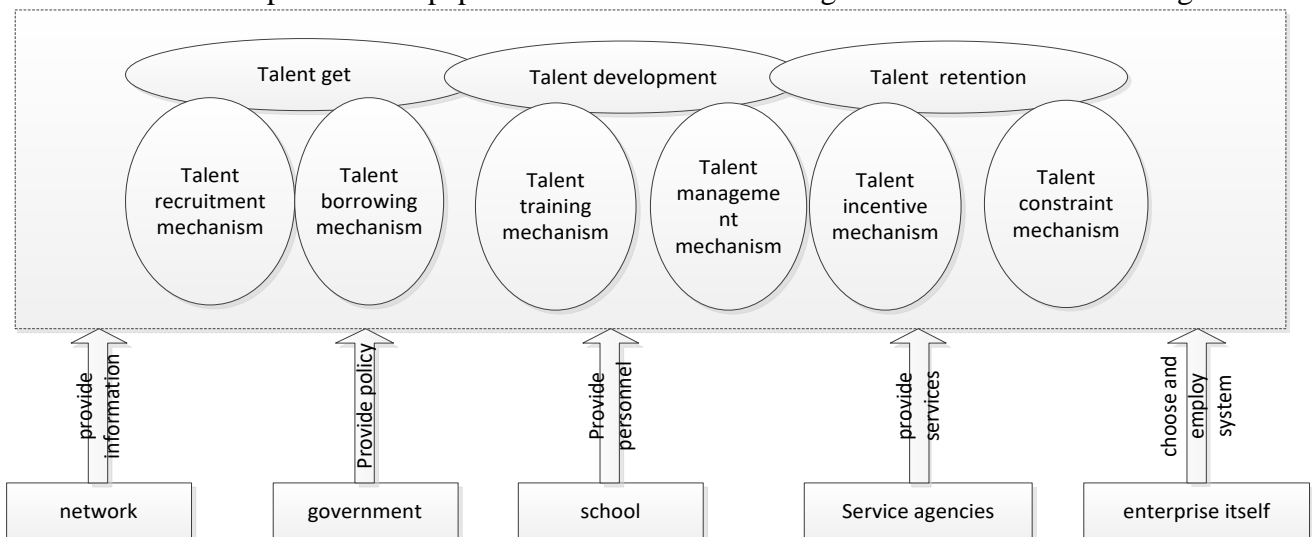 Talent get
Talent development
Talent retention
Talent
recruitment
mechanism
Talent
borrowing
mechanism
Talent
training
mechanism
Talent
manageme
nt
mechanism
Talent
incentive
mechanism
Talent
constraint
mechanism
provide
information
Provide policy
Provide
personnel
provide
services
choose and
employ
system
network
government
school
Service agencies
enterprise itself